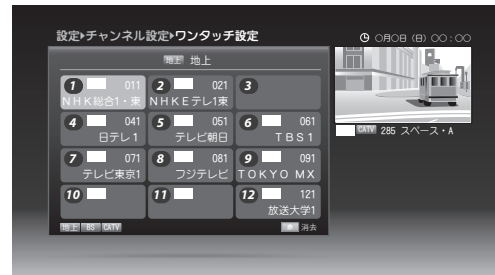 設定▶チャンネル設定▶ワンタッチ設定
○月○日 (日) ○○:○○
地上 地上
1 011
NHK総合1・東
2 021
NHKEテレ1東
3
4 041
日テレ1
5 051
テレビ朝日
6 061
TBS1
7 071
テレビ東京1
8 081
フジテレビ
9 091
TOKYO MX
10
11
12 121
放送大学1
CATV 285 スペース・A
地上 BS CATV
消去